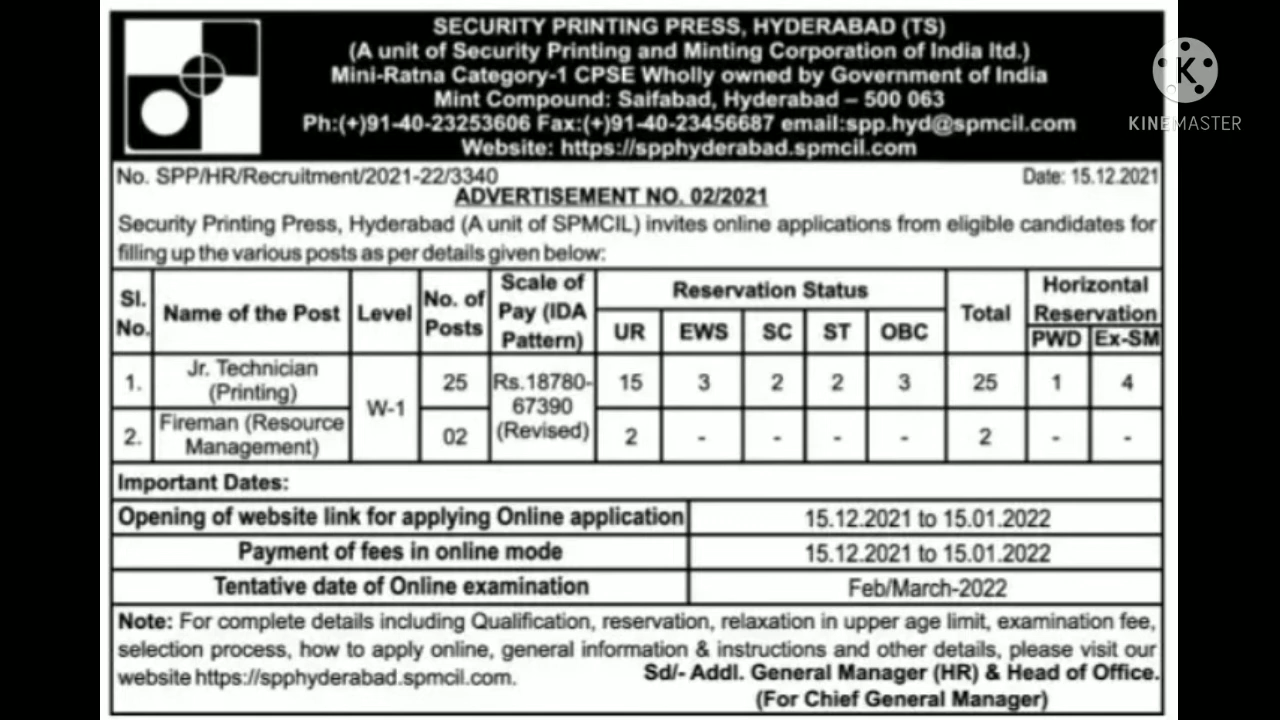 SECURITY PRINTING PRESS, HYDERABAD (TS)
(A unit of Security Printing and Minting Corporation of India ltd.)
Mini-Ratna Category-1 CPSE Wholly owned by Government of India
Mint Compound: Saifabad, Hyderabad – 500 063
Ph:(+)91-40-23253606 Fax:(+)91-40-23456687 email:spp.hyd@spmcil.com
Website: https://spphyderabad.spmcil.com
K
KINEMASTER
No. SPP/HR/Recruitment/2021-22/3340 Date: 15.12.2021
ADVERTISEMENT NO. 02/2021
Security Printing Press, Hyderabad (A unit of SPMCIL) invites online applications from eligible candidates for
filling up the various posts as per details given below:
Sl. No. Name of the Post Level No. of Posts Scale of Pay (IDA Pattern) Reservation Status Total Horizontal Reservation
UR EWS SC ST OBC PWD Ex-SM
1. Jr. Technician (Printing) W-1 25 Rs.18780-67390 (Revised) 15 3 2 2 3 25 1 4
2. Fireman (Resource Management) 02 2 - - - - 2 - -
Important Dates:
Opening of website link for applying Online application 15.12.2021 to 15.01.2022
Payment of fees in online mode 15.12.2021 to 15.01.2022
Tentative date of Online examination Feb/March-2022
Note: For complete details including Qualification, reservation, relaxation in upper age limit, examination fee,
selection process, how to apply online, general information & instructions and other details, please visit our
website https://spphyderabad.spmcil.com. Sd/- Addl. General Manager (HR) & Head of Office.
(For Chief General Manager)